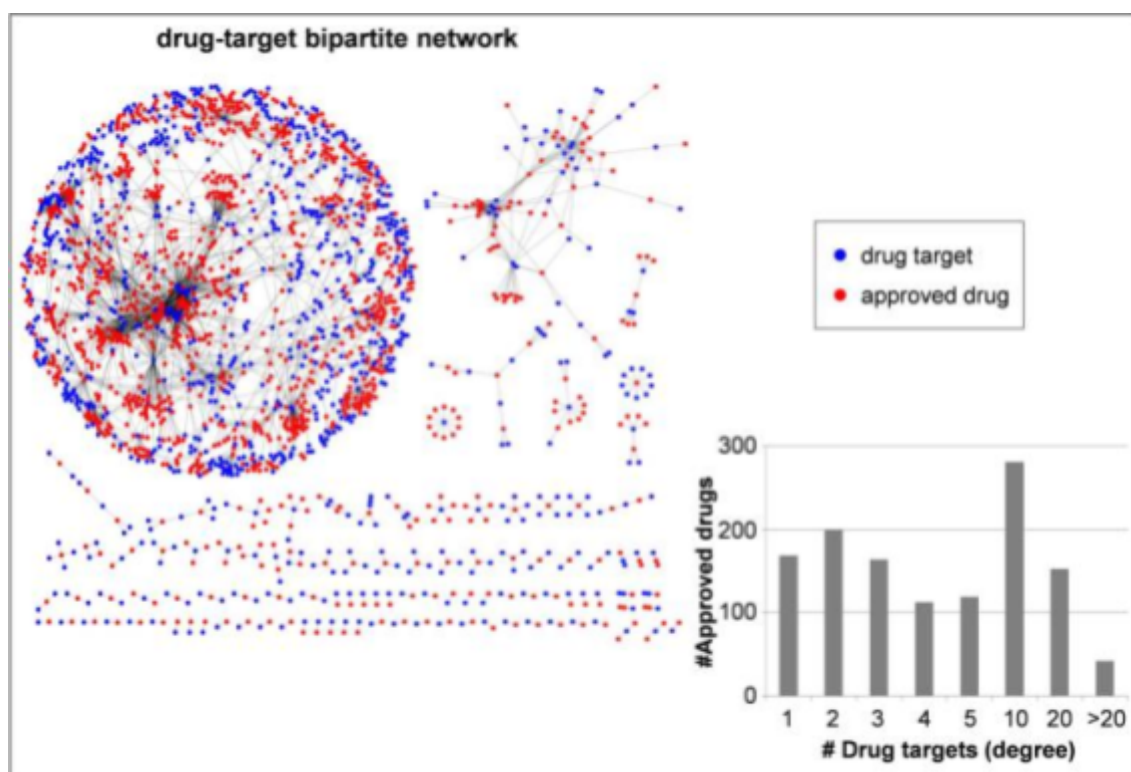 drug-target bipartite network
drug target
approved drug
300
200
100
0
#Approved drugs
1 2 3 4 5 10 20 >20
# Drug targets (degree)